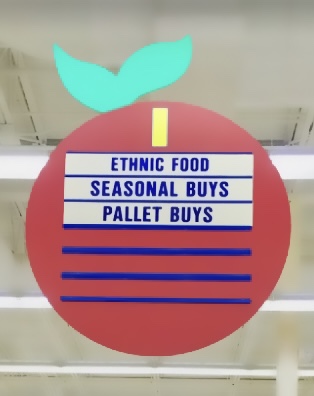 ETHNIC FOOD
SEASONAL BUYS
PALLET BUYS